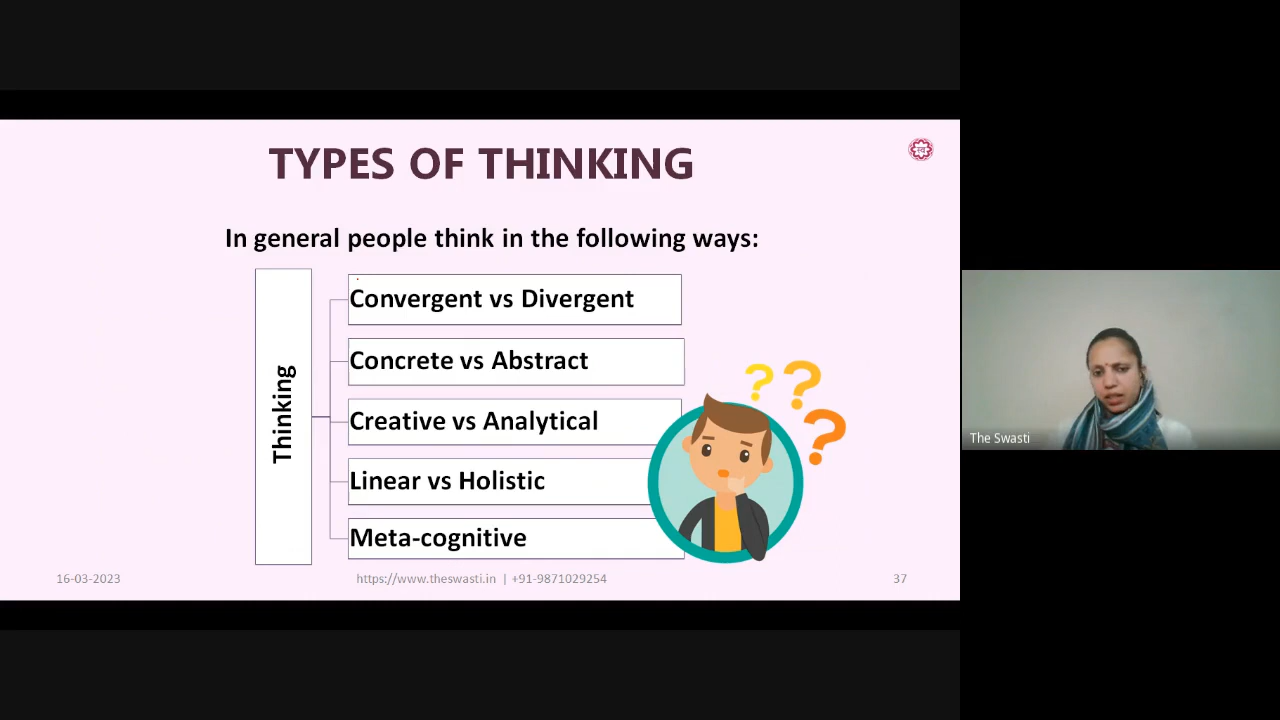 TYPES OF THINKING
In general people think in the following ways:
Thinking
Convergent vs Divergent
Concrete vs Abstract
Creative vs Analytical
Linear vs Holistic
Meta-cognitive
16-03-2023
https://www.theswasti.in | +91-9871029254
37
The Swasti